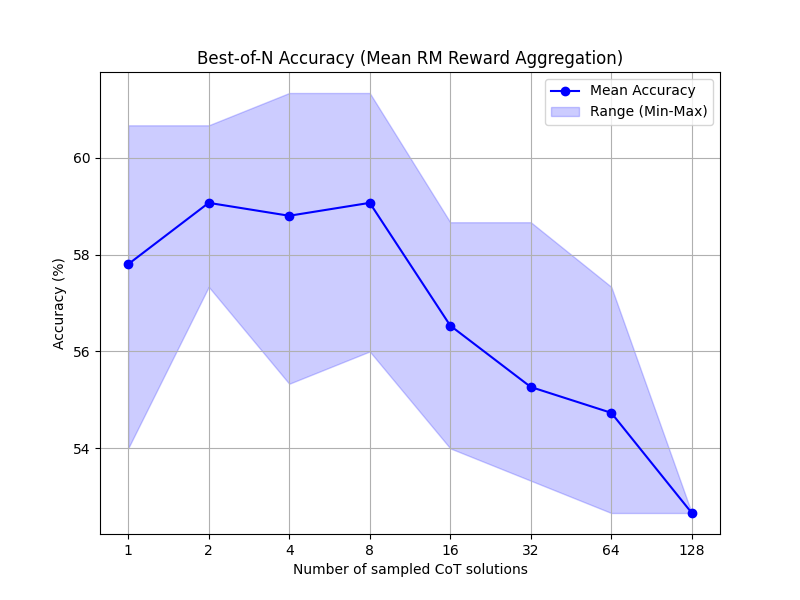 Best-of-N Accuracy (Mean RM Reward Aggregation)
Mean Accuracy
Range (Min-Max)
Accuracy (%)
60
58
56
54
1 2 4 8 16 32 64 128
Number of sampled CoT solutions